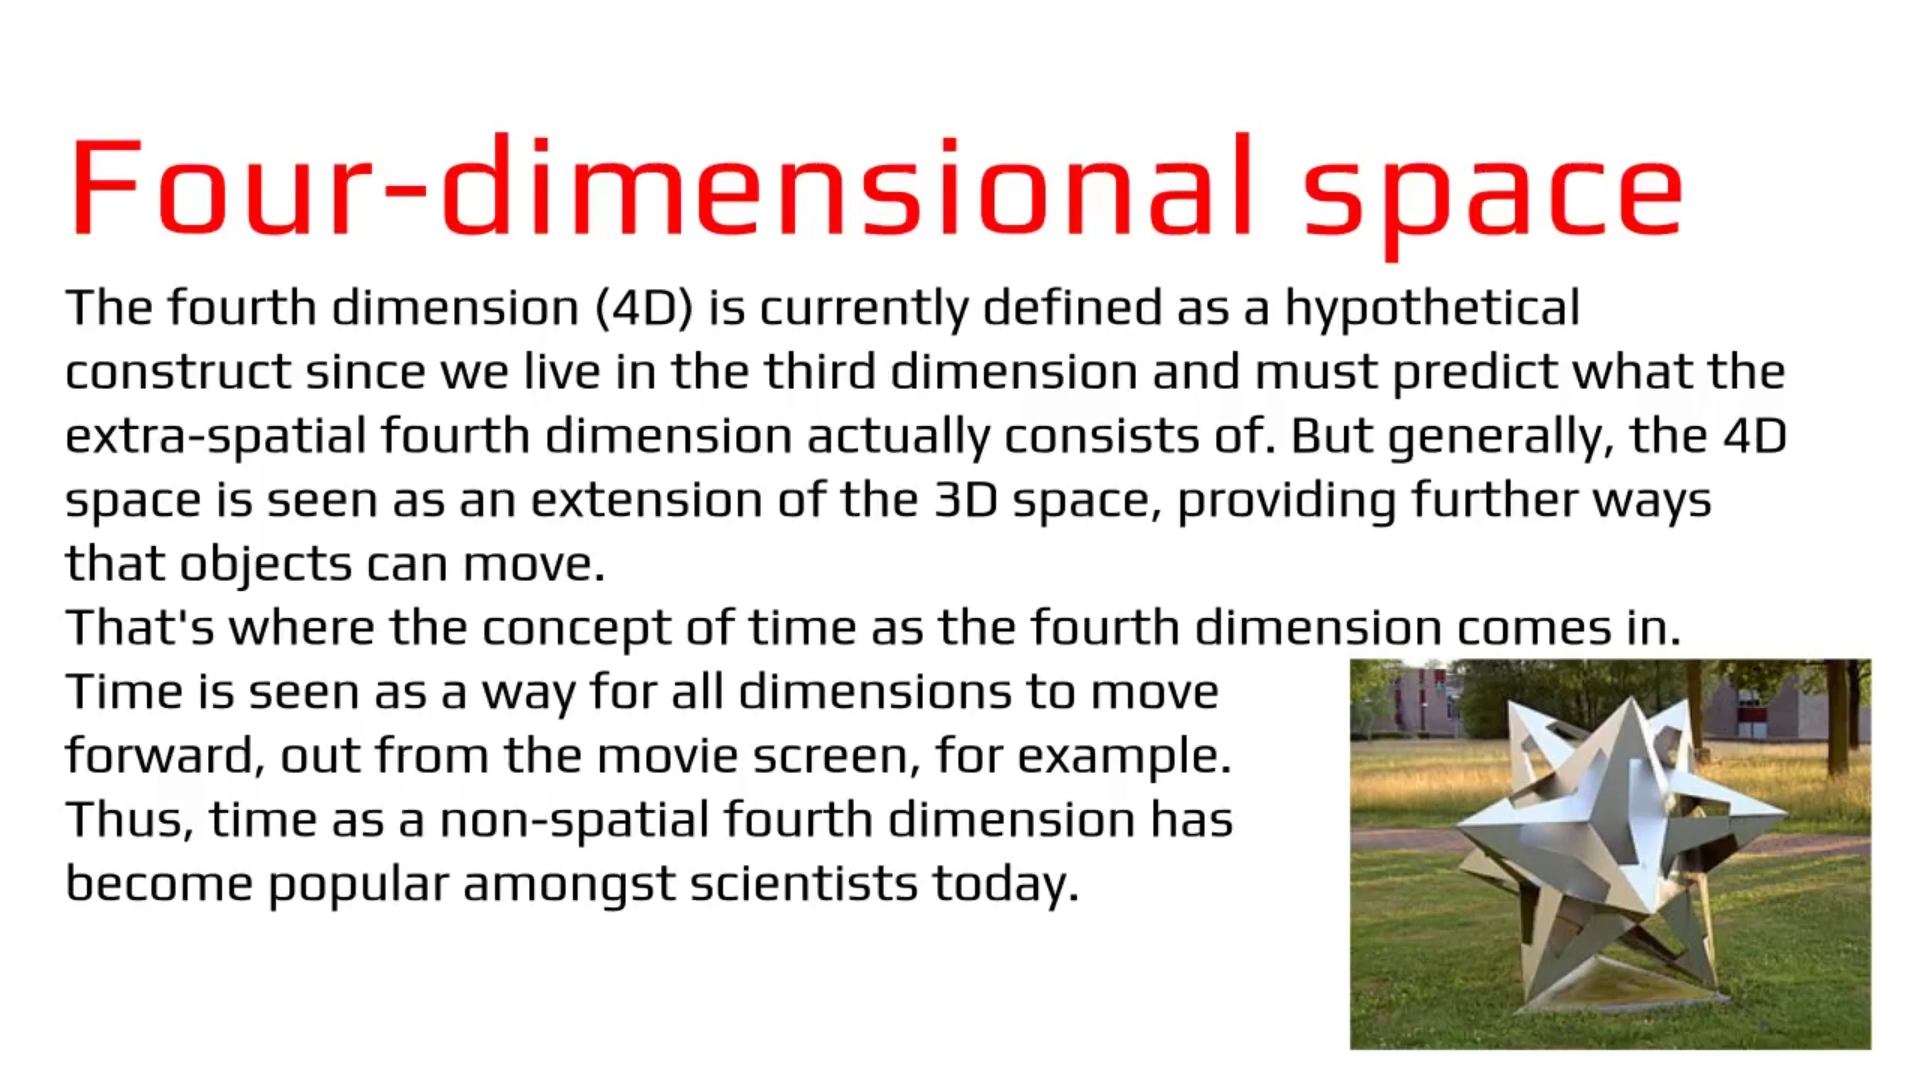 Four-dimensional space
The fourth dimension (4D) is currently defined as a hypothetical
construct since we live in the third dimension and must predict what the
extra-spatial fourth dimension actually consists of. But generally, the 4D
space is seen as an extension of the 3D space, providing further ways
that objects can move.
That's where the concept of time as the fourth dimension comes in.
Time is seen as a way for all dimensions to move
forward, out from the movie screen, for example.
Thus, time as a non-spatial fourth dimension has
become popular amongst scientists today.